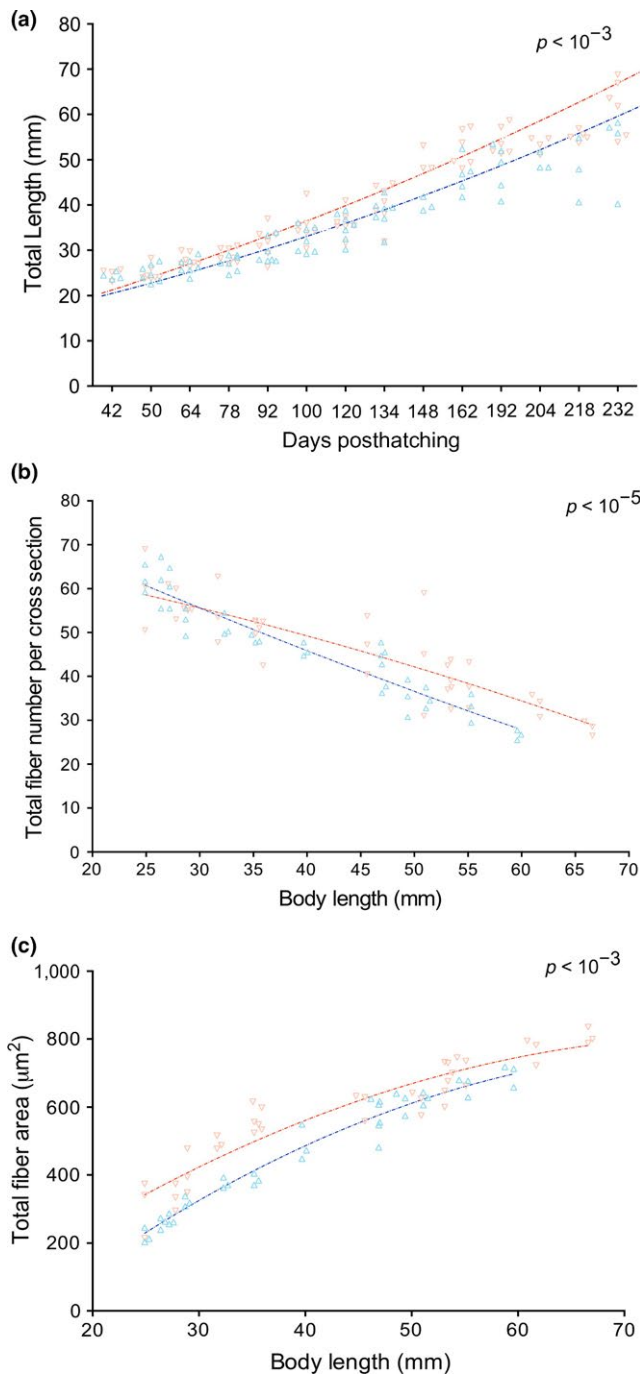 (a)
p < 10⁻³
80
70
60
50
40
30
20
10
0
Total Length (mm)
42 50 64 78 92 100 120 134 148 162 192 204 218 232
Days posthatching
(b)
p < 10⁻⁵
80
70
60
50
40
30
20
10
0
Total fiber number per cross section
20 25 30 35 40 45 50 55 60 65 70
Body length (mm)
(c)
p < 10⁻³
1,000
800
600
400
200
0
Total fiber area (μm²)
20 30 40 50 60 70
Body length (mm)